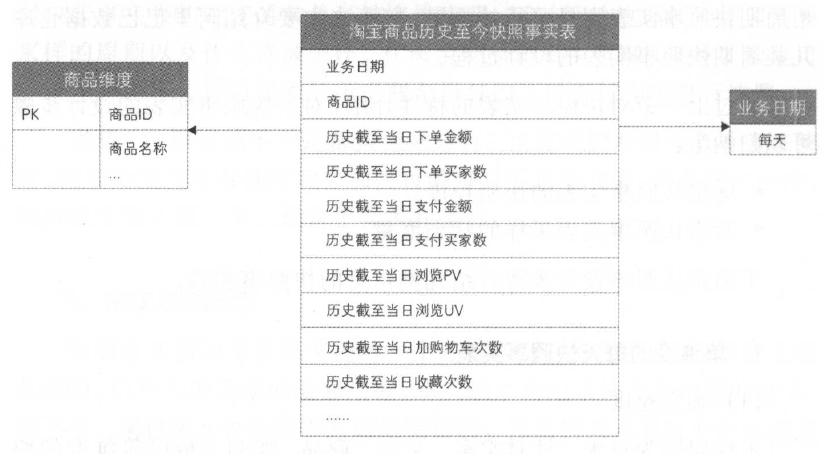 淘宝商品历史至今快照事实表
业务日期
商品ID
历史截至当日下单金额
历史截至当日下单买家数
历史截至当日支付金额
历史截至当日支付买家数
历史截至当日浏览PV
历史截至当日浏览UV
历史截至当日加购物车次数
历史截至当日收藏次数
……
商品维度
PK 商品ID
商品名称
...
业务日期
每天